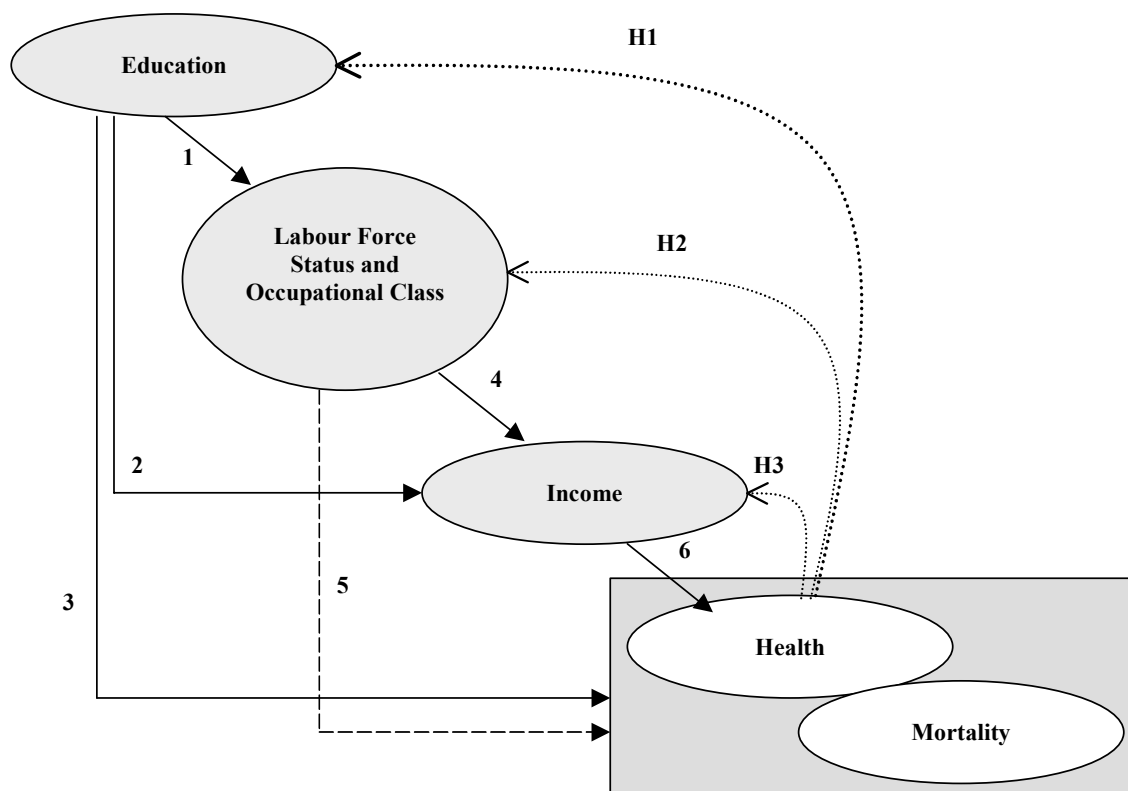 H1
Education
1
Labour Force
Status and
Occupational Class
H2
4
2
H3
Income
6
5
3
Health
Mortality